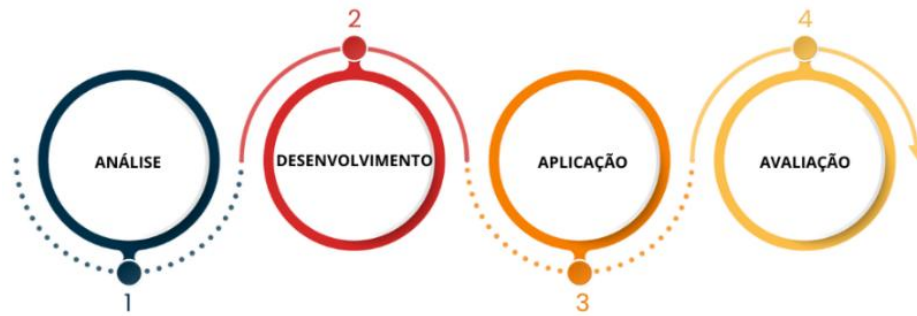 2
4
ANÁLISE
DESENVOLVIMENTO
APLICAÇÃO
AVALIAÇÃO
1
3